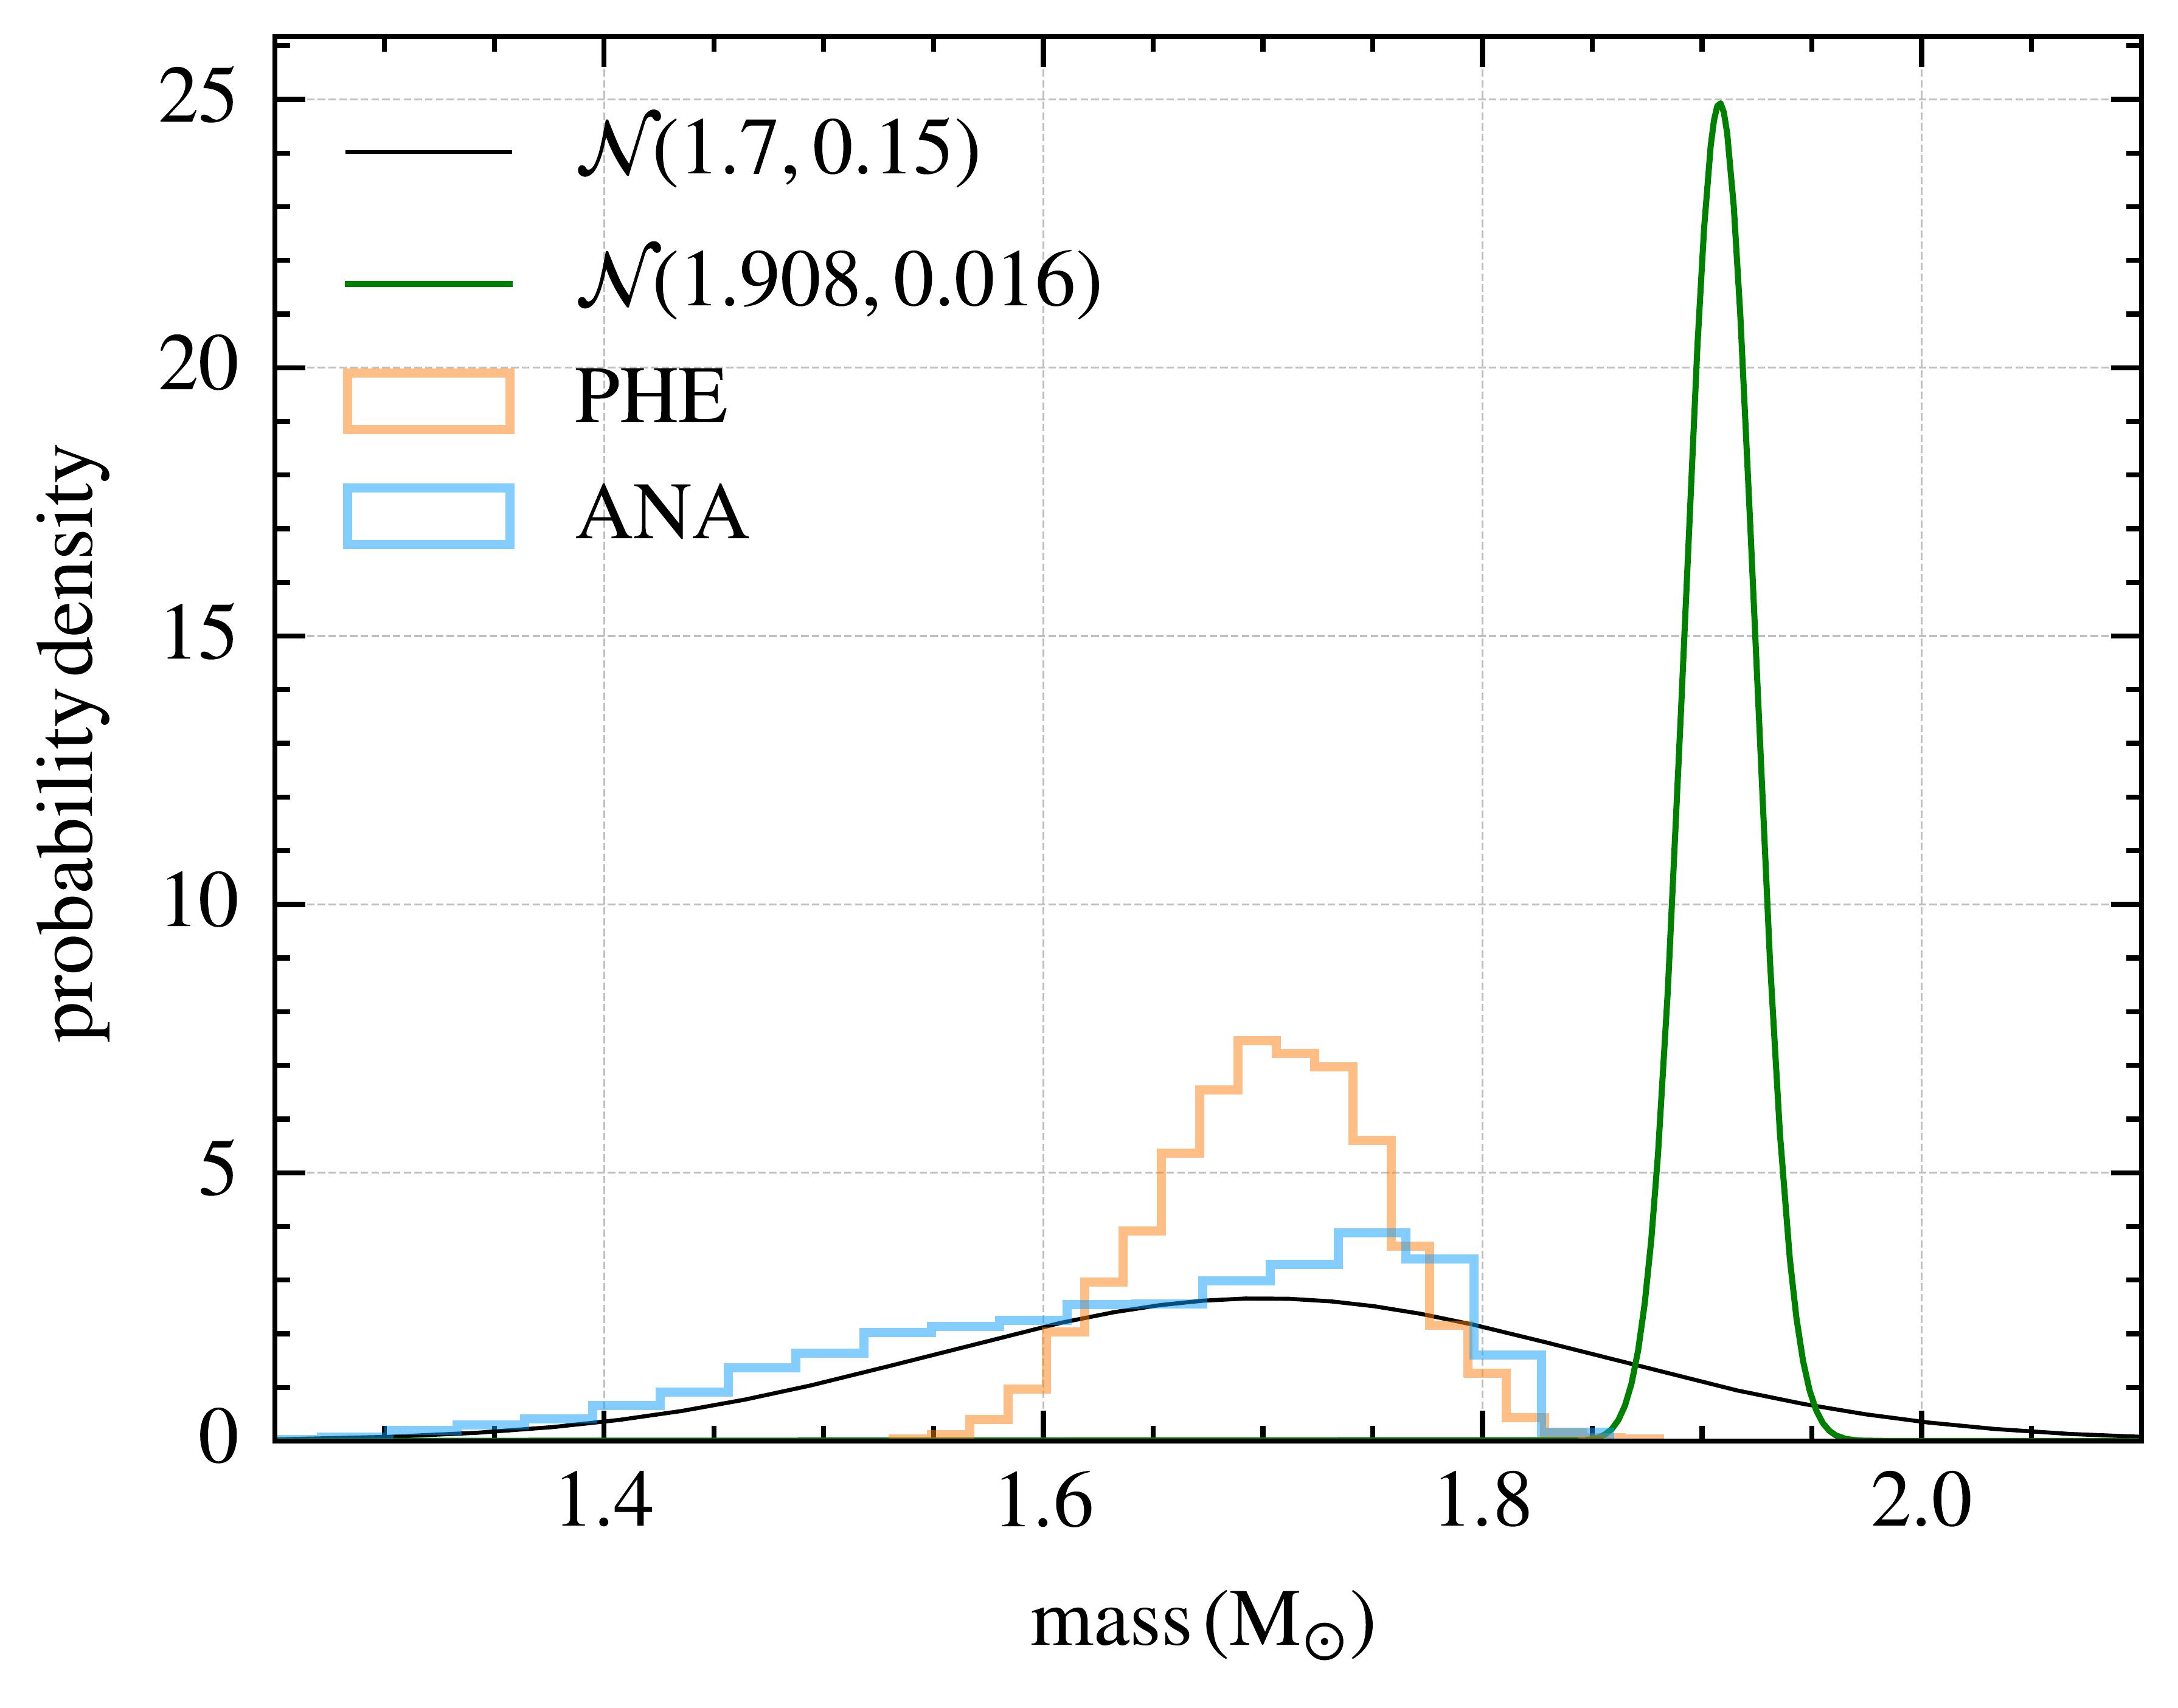 25
20
15
10
5
0
probability density
𝒩(1.7, 0.15)
𝒩(1.908, 0.016)
PHE
ANA
1.4 1.6 1.8 2.0
mass (M⊙)